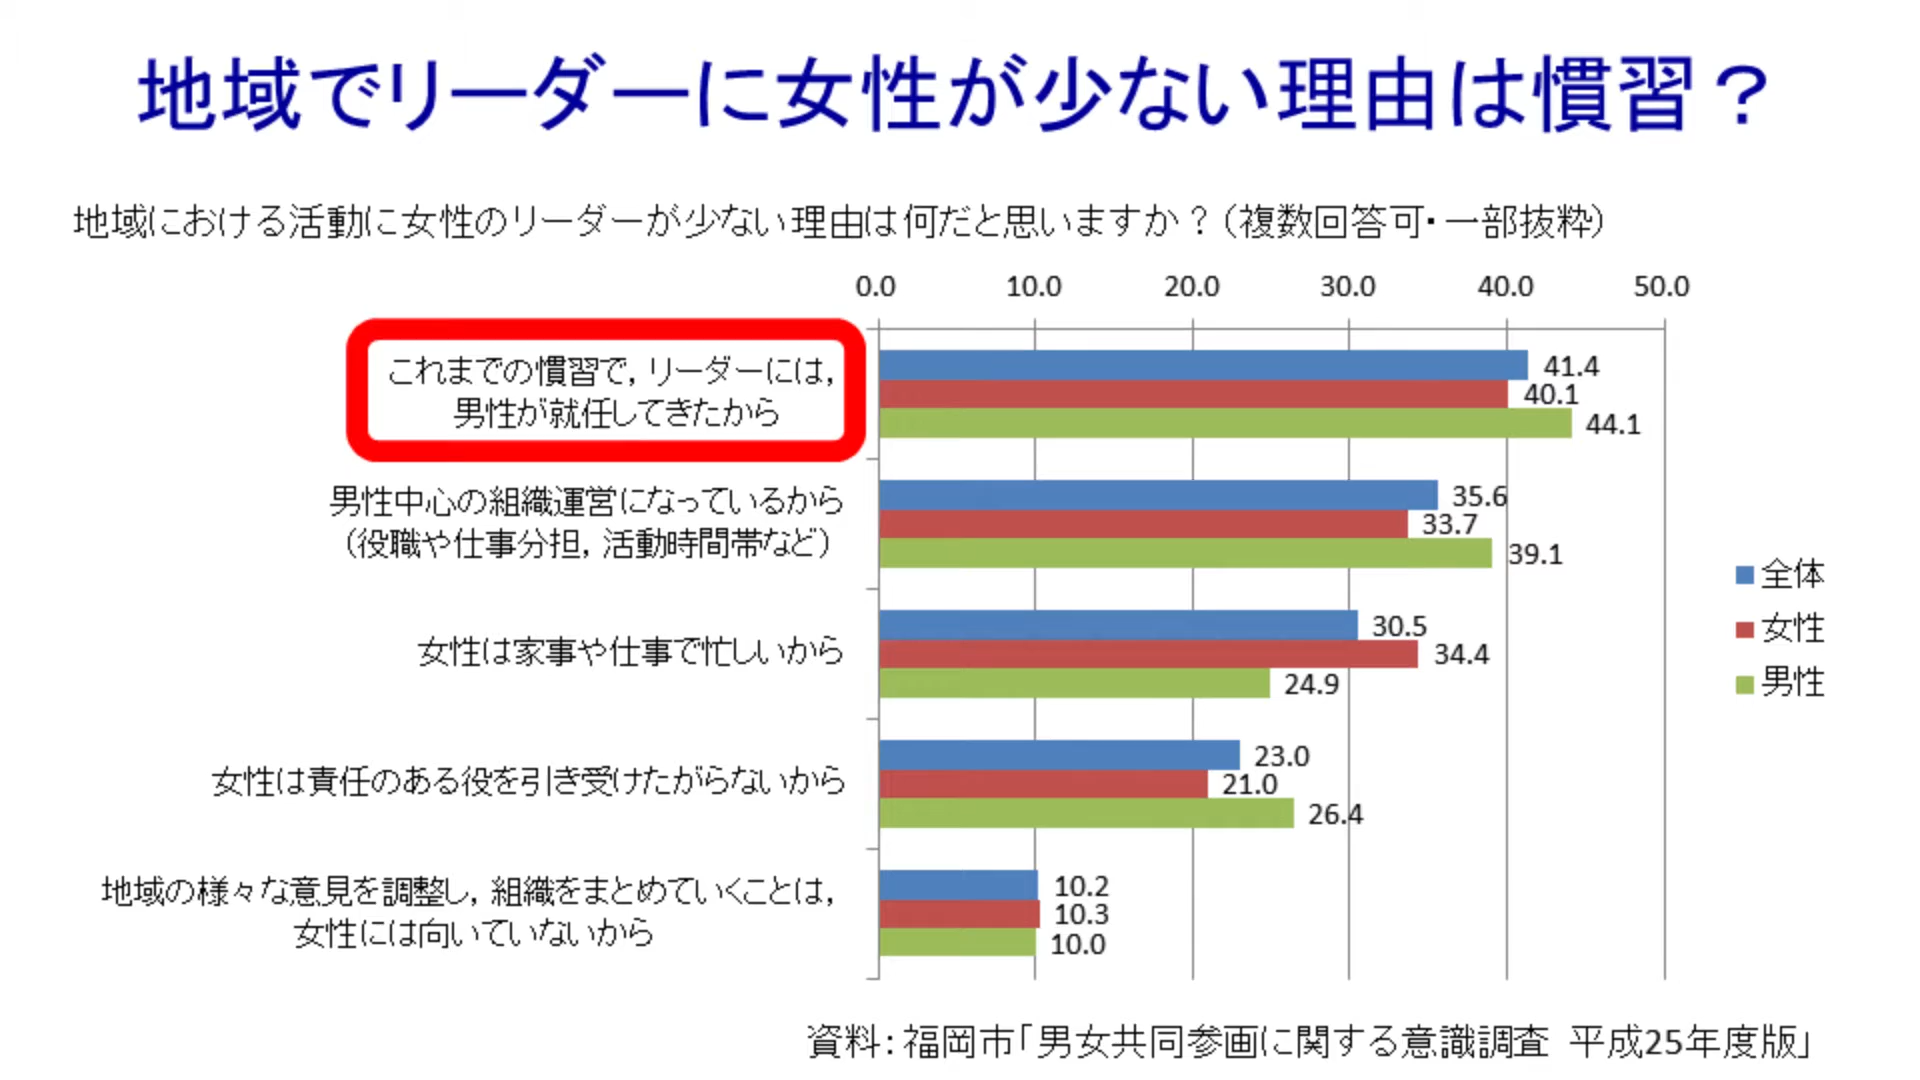 地域でリーダーに女性が少ない理由は慣習？
地域における活動に女性のリーダーが少ない理由は何だと思いますか？（複数回答可・一部抜粋）
0.0 10.0 20.0 30.0 40.0 50.0
これまでの慣習で，リーダーには，
男性が就任してきたから
41.4
40.1
44.1
男性中心の組織運営になっているから
（役職や仕事分担，活動時間帯など）
35.6
33.7
39.1
女性は家事や仕事で忙しいから
30.5
34.4
24.9
女性は責任のある役を引き受けたがらないから
23.0
21.0
26.4
地域の様々な意見を調整し，組織をまとめていくことは，
女性には向いていないから
10.2
10.3
10.0
全体
女性
男性
資料：福岡市「男女共同参画に関する意識調査 平成25年度版」